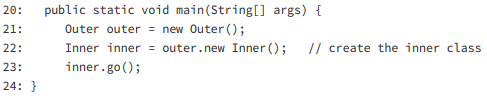 20:   public static void main(String[] args) {
21:      Outer outer = new Outer();
22:      Inner inner = outer.new Inner();   // create the inner class
23:      inner.go();
24: }